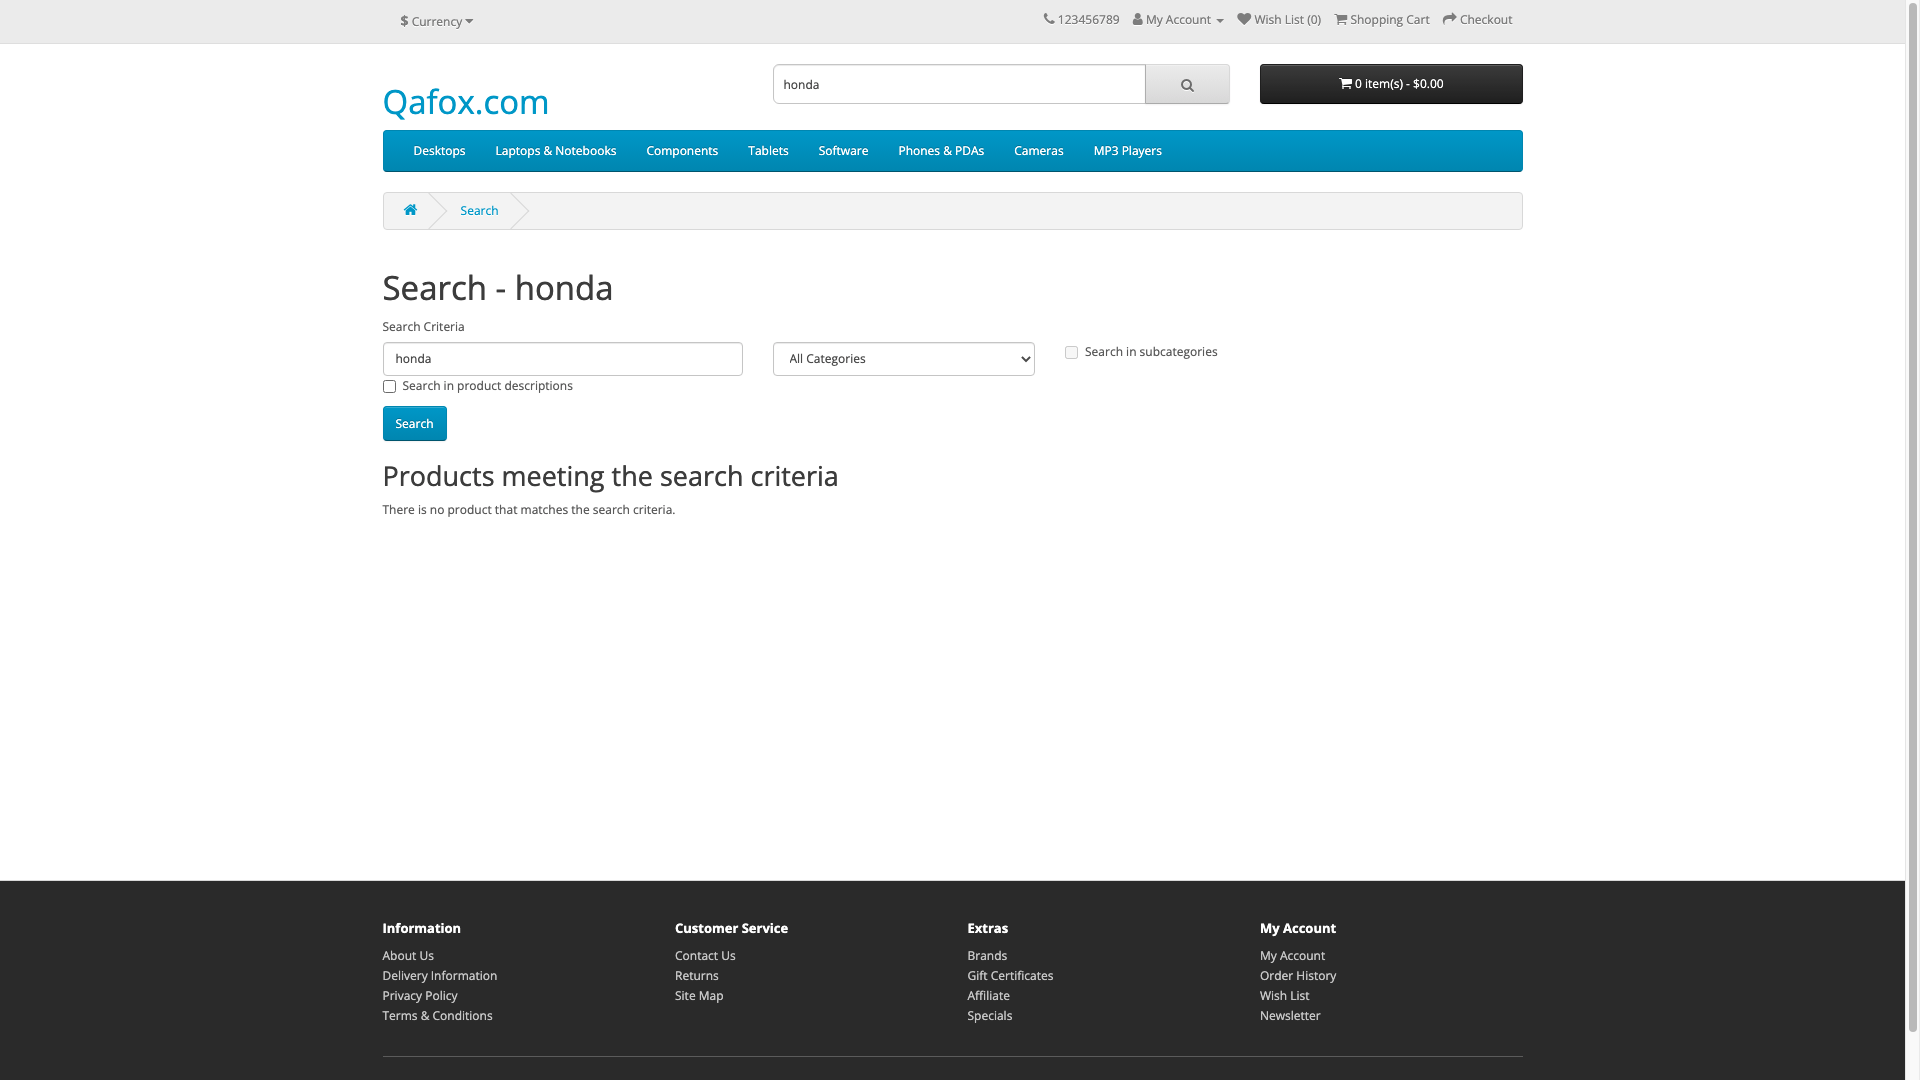 $ Currency
123456789 My Account Wish List (0) Shopping Cart Checkout
Qafox.com
honda
0 item(s) - $0.00
Desktops Laptops & Notebooks Components Tablets Software Phones & PDAs Cameras MP3 Players
Search
Search - honda
Search Criteria
honda
All Categories
Search in subcategories
Search in product descriptions
Search
Products meeting the search criteria
There is no product that matches the search criteria.
Information
About Us
Delivery Information
Privacy Policy
Terms & Conditions
Customer Service
Contact Us
Returns
Site Map
Extras
Brands
Gift Certificates
Affiliate
Specials
My Account
My Account
Order History
Wish List
Newsletter